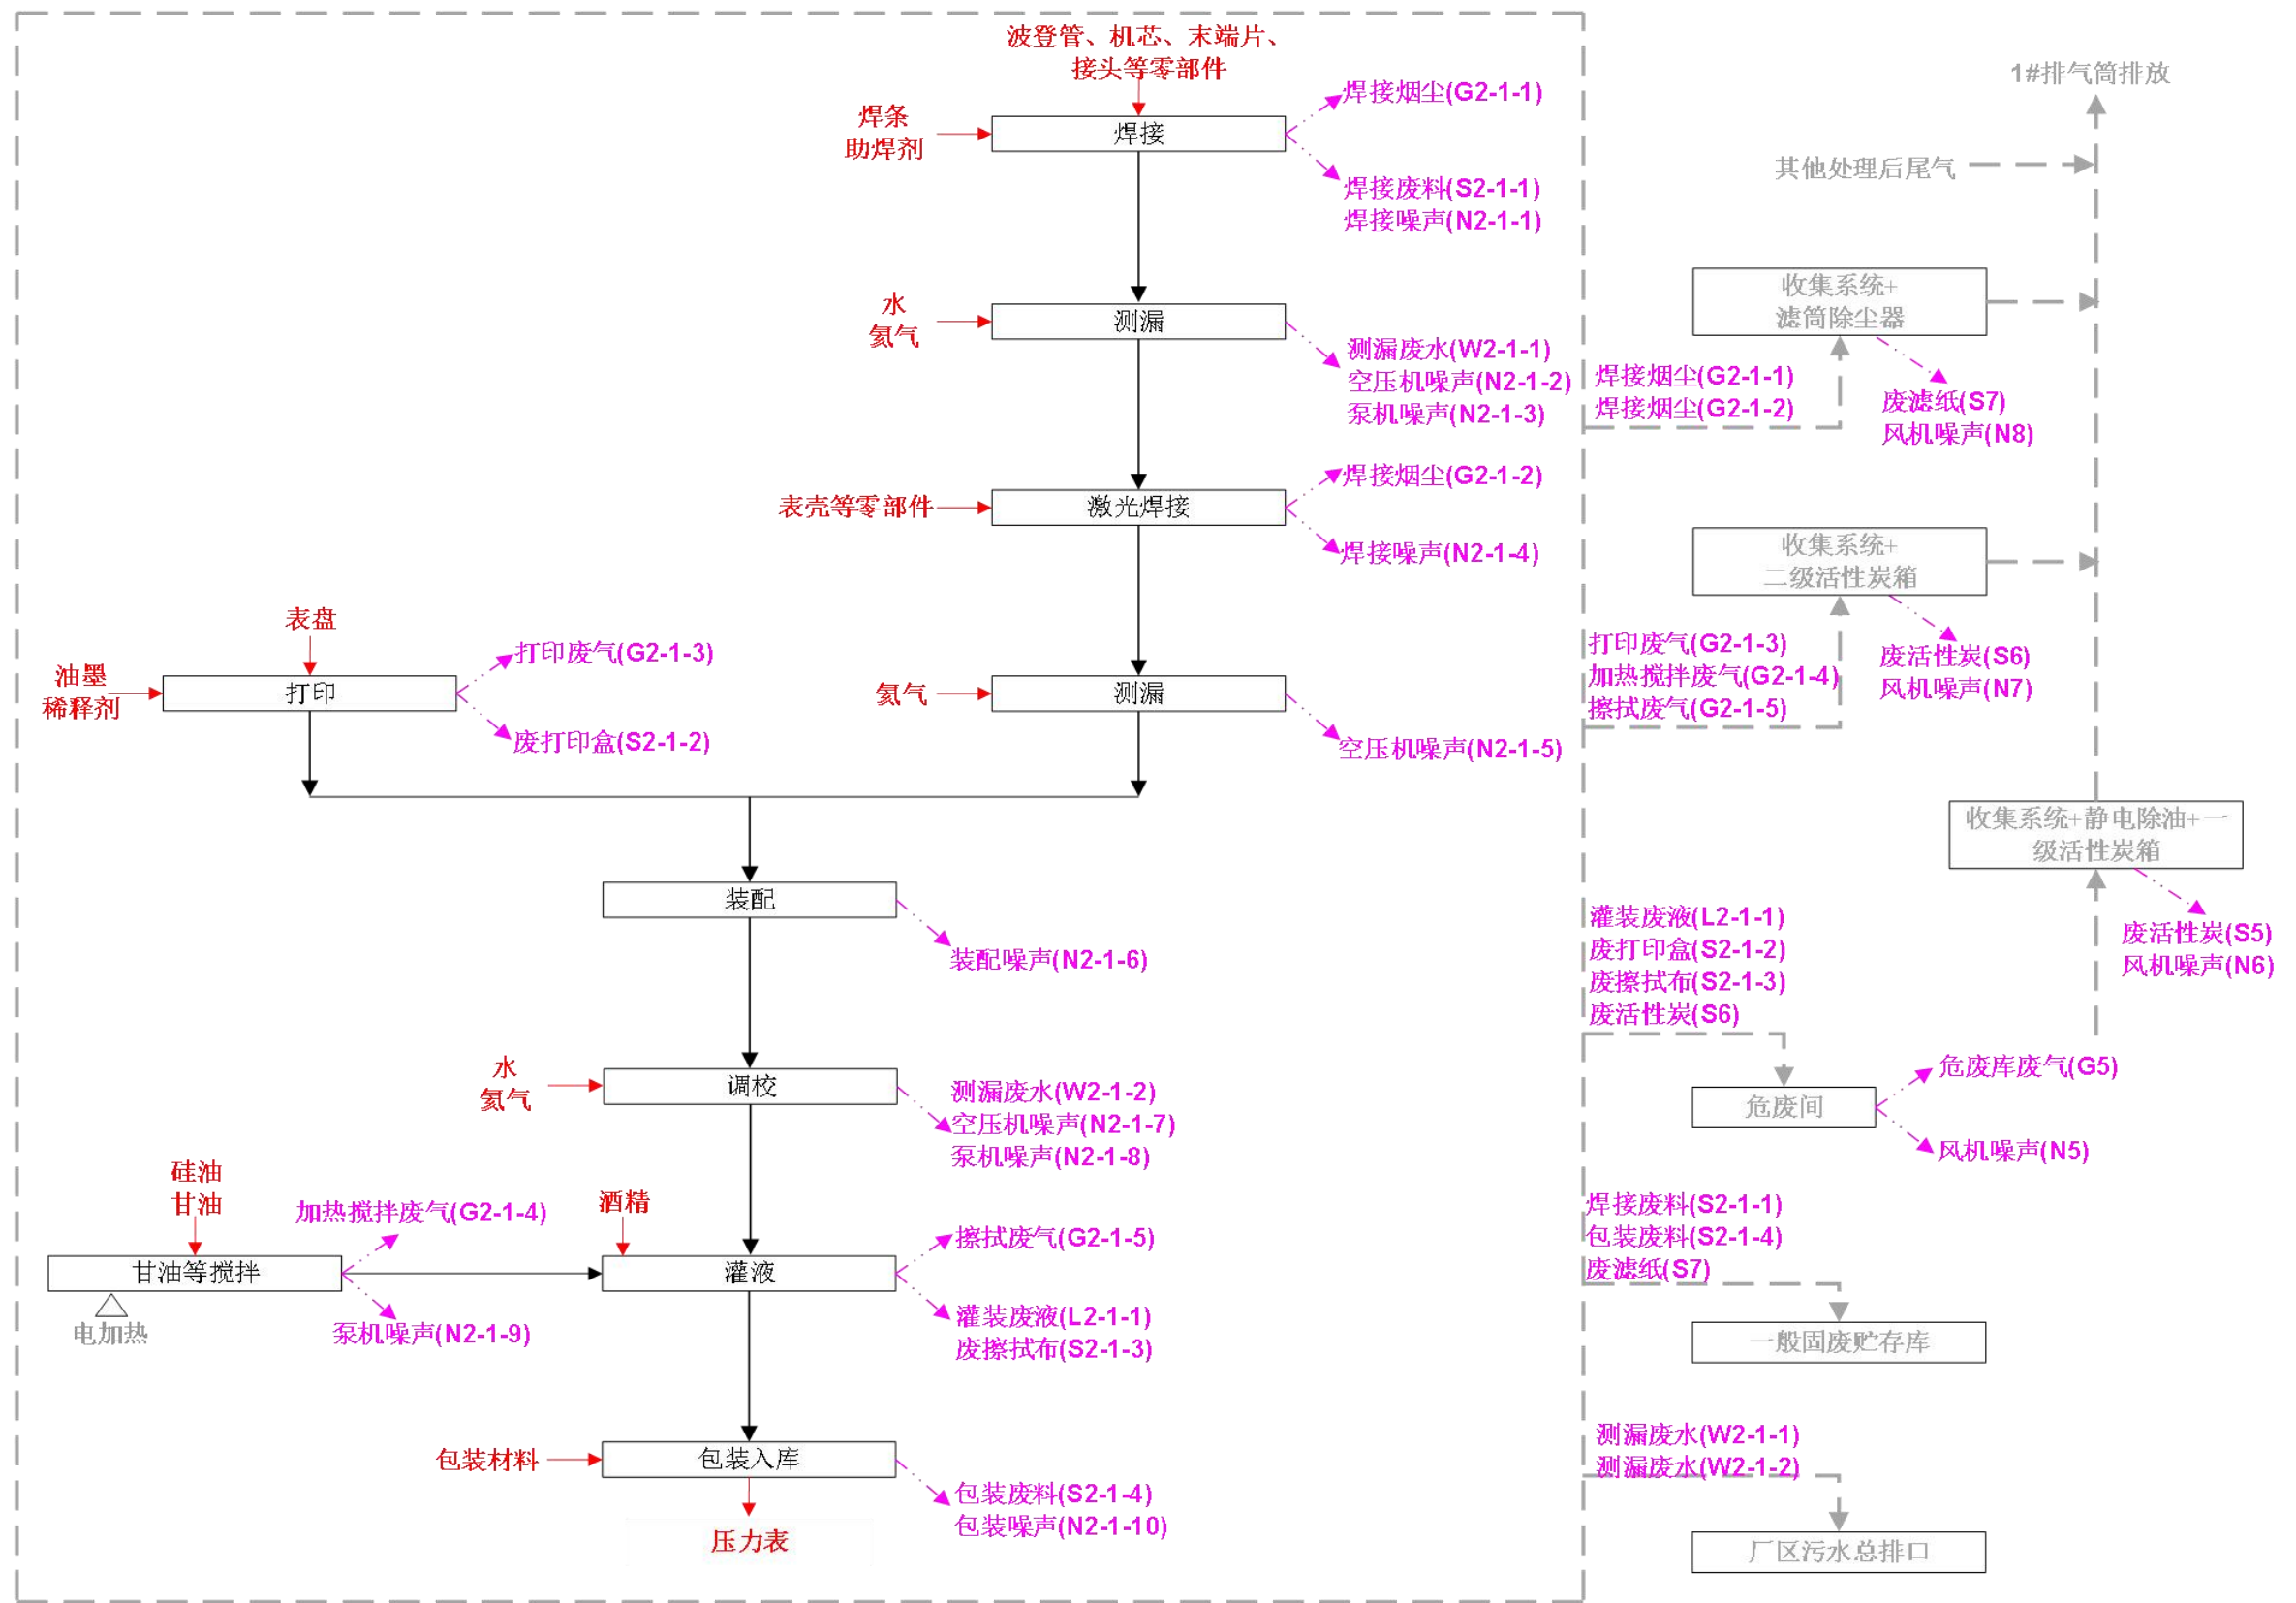 波登管、机芯、末端片、
接头等零部件
焊条
助焊剂
焊接
焊接烟尘(G2-1-1)
焊接废料(S2-1-1)
焊接噪声(N2-1-1)
水
氦气
测漏
测漏废水(W2-1-1)
空压机噪声(N2-1-2)
泵机噪声(N2-1-3)
表壳等零部件
激光焊接
焊接烟尘(G2-1-2)
焊接噪声(N2-1-4)
表盘
油墨
稀释剂
打印
打印废气(G2-1-3)
废打印盒(S2-1-2)
氦气
测漏
空压机噪声(N2-1-5)
装配
装配噪声(N2-1-6)
水
氦气
调校
测漏废水(W2-1-2)
空压机噪声(N2-1-7)
泵机噪声(N2-1-8)
硅油
甘油
甘油等搅拌
电加热
加热搅拌废气(G2-1-4)
泵机噪声(N2-1-9)
酒精
灌液
擦拭废气(G2-1-5)
灌装废液(L2-1-1)
废擦拭布(S2-1-3)
包装材料
包装入库
包装废料(S2-1-4)
包装噪声(N2-1-10)
压力表
1#排气筒排放
其他处理后尾气
收集系统+
滤筒除尘器
焊接烟尘(G2-1-1)
焊接烟尘(G2-1-2)
废滤纸(S7)
风机噪声(N8)
收集系统+
二级活性炭箱
打印废气(G2-1-3)
加热搅拌废气(G2-1-4)
擦拭废气(G2-1-5)
废活性炭(S6)
风机噪声(N7)
收集系统+静电除油+一
级活性炭箱
废活性炭(S5)
风机噪声(N6)
灌装废液(L2-1-1)
废打印盒(S2-1-2)
废擦拭布(S2-1-3)
废活性炭(S6)
危废间
危废库废气(G5)
风机噪声(N5)
焊接废料(S2-1-1)
包装废料(S2-1-4)
废滤纸(S7)
一般固废贮存库
测漏废水(W2-1-1)
测漏废水(W2-1-2)
厂区污水总排口